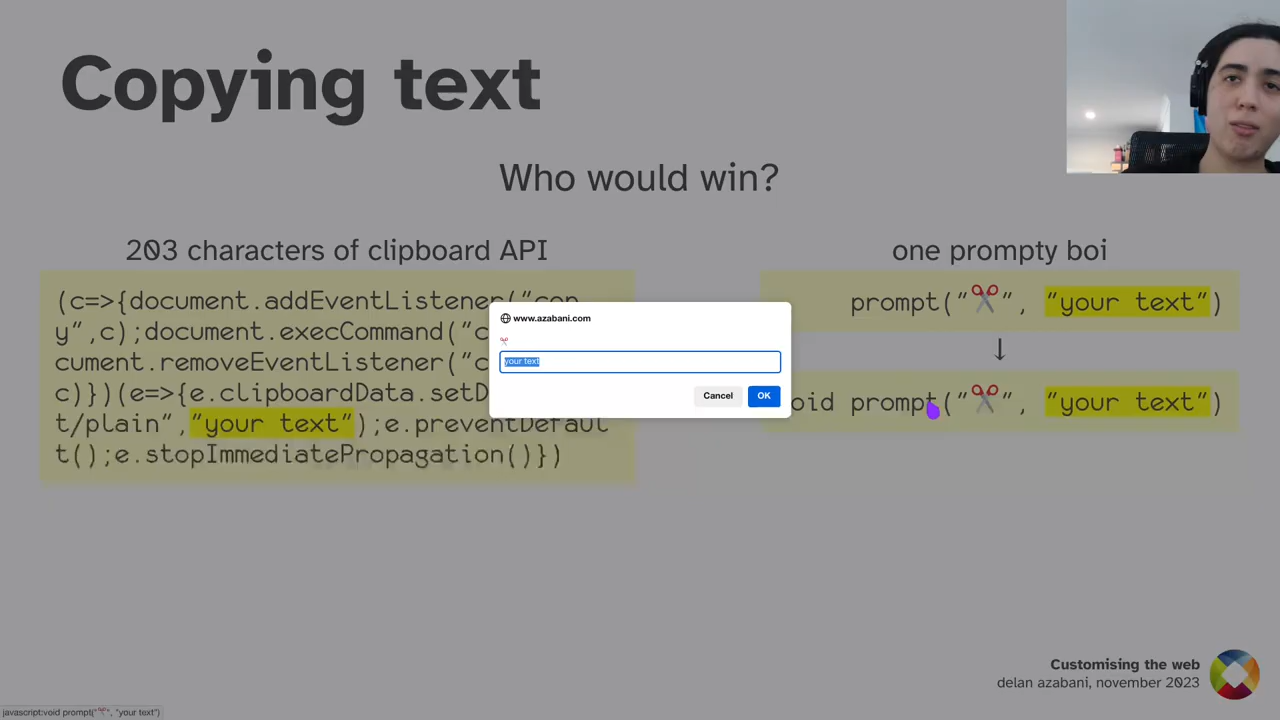 Copying text
Who would win?
203 characters of clipboard API
one prompty boi
(c=>{document.addEventListener("cop
y",c);document.execCommand("c
cument.removeEventListener("c
c)})(e=>{e.clipboardData.setD
t/plain","your text");e.preventDefaul
t();e.stopImmediatePropagation()})
prompt("✂️", "your text")
↓
oid prompt("✂️", "your text")
www.azabani.com
✂️
your text
Cancel
OK
Customising the web
delan azabani, november 2023
javascript:void prompt("✂️", "your text")